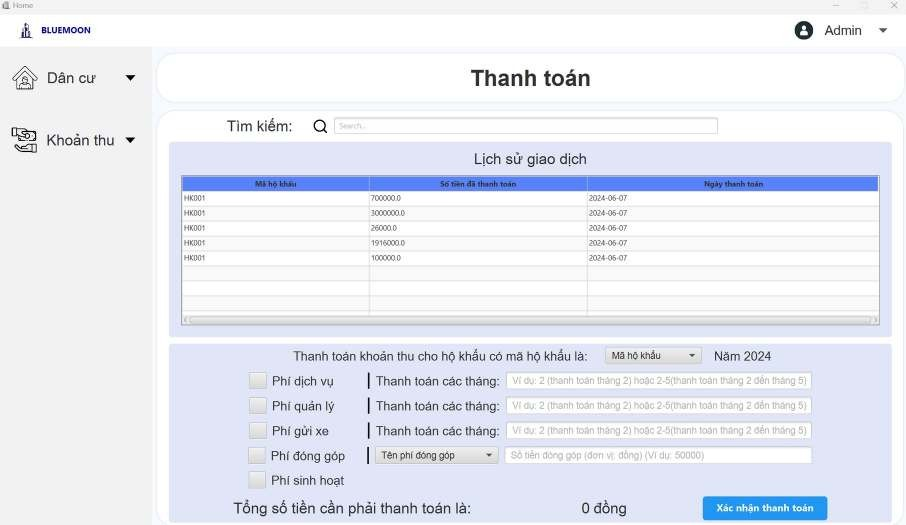 Home
BLUEMOON
Admin
Dân cư
Khoản thu
Thanh toán
Tìm kiếm: Search...
Lịch sử giao dịch
Mã hộ khẩu Số tiền đã thanh toán Ngày thanh toán
HK001 700000.0 2024-06-07
HK001 3000000.0 2024-06-07
HK001 26000.0 2024-06-07
HK001 1916000.0 2024-06-07
HK001 100000.0 2024-06-07
Thanh toán khoản thu cho hộ khẩu có mã hộ khẩu là: Mã hộ khẩu Năm 2024
Phí dịch vụ Thanh toán các tháng: Ví dụ: 2 (thanh toán tháng 2) hoặc 2-5(thanh toán tháng 2 đến tháng 5)
Phí quản lý Thanh toán các tháng: Ví dụ: 2 (thanh toán tháng 2) hoặc 2-5(thanh toán tháng 2 đến tháng 5)
Phí gửi xe Thanh toán các tháng: Ví dụ: 2 (thanh toán tháng 2) hoặc 2-5(thanh toán tháng 2 đến tháng 5)
Phí đóng góp Tên phí đóng góp Số tiền đóng góp (đơn vị: đồng) (Ví dụ: 50000)
Phí sinh hoạt
Tổng số tiền cần phải thanh toán là: 0 đồng Xác nhận thanh toán